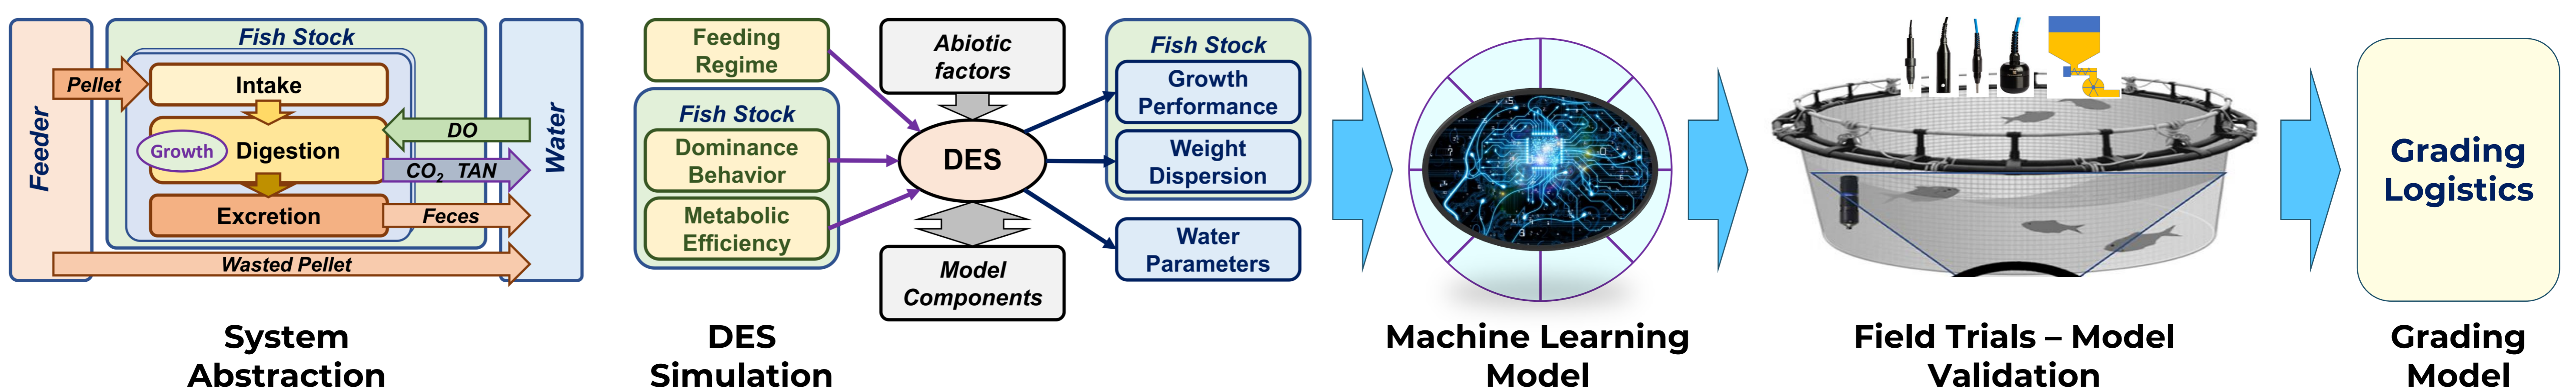 Feeder
Fish Stock
Pellet
Intake
Growth
Digestion
Excretion
DO
CO2 TAN
Feces
Wasted Pellet
Water
System
Abstraction
Feeding
Regime
Fish Stock
Dominance
Behavior
Metabolic
Efficiency
Abiotic
factors
DES
Model
Components
Fish Stock
Growth
Performance
Weight
Dispersion
Water
Parameters
DES
Simulation
Machine Learning
Model
Field Trials – Model
Validation
Grading
Logistics
Grading
Model